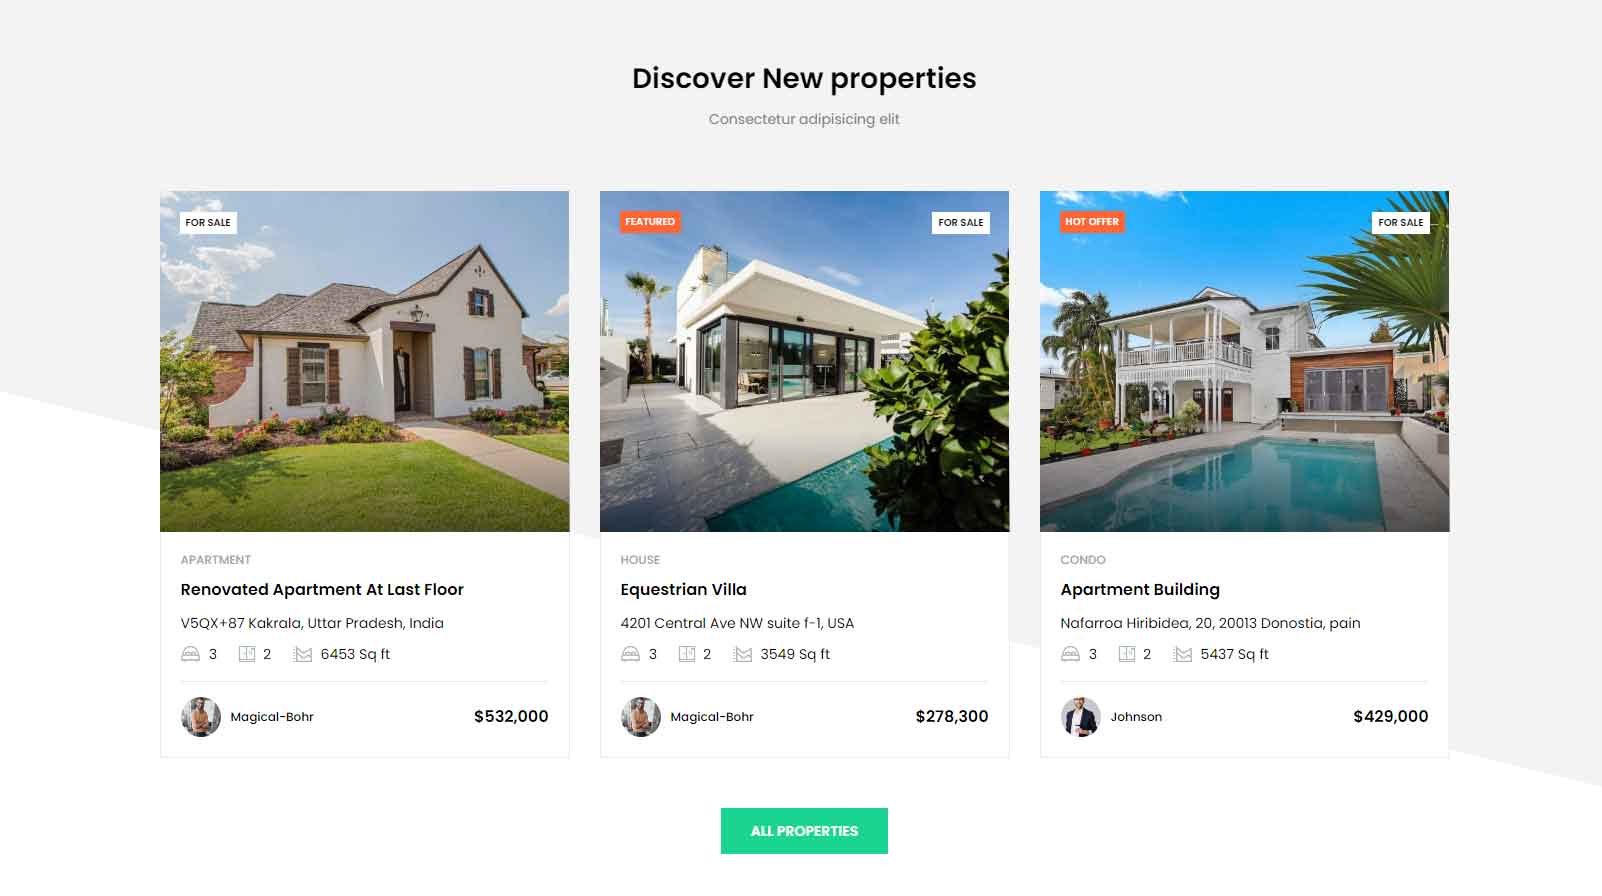 Discover New properties
Consectetur adipisicing elit
FOR SALE
FEATURED
FOR SALE
HOT OFFER
FOR SALE
APARTMENT
Renovated Apartment At Last Floor
V5QX+87 Kakrala, Uttar Pradesh, India
3 2 6453 Sq ft
Magical-Bohr $532,000
HOUSE
Equestrian Villa
4201 Central Ave NW suite f-1, USA
3 2 3549 Sq ft
Magical-Bohr $278,300
CONDO
Apartment Building
Nafarroa Hiribidea, 20, 20013 Donostia, pain
3 2 5437 Sq ft
Johnson $429,000
ALL PROPERTIES